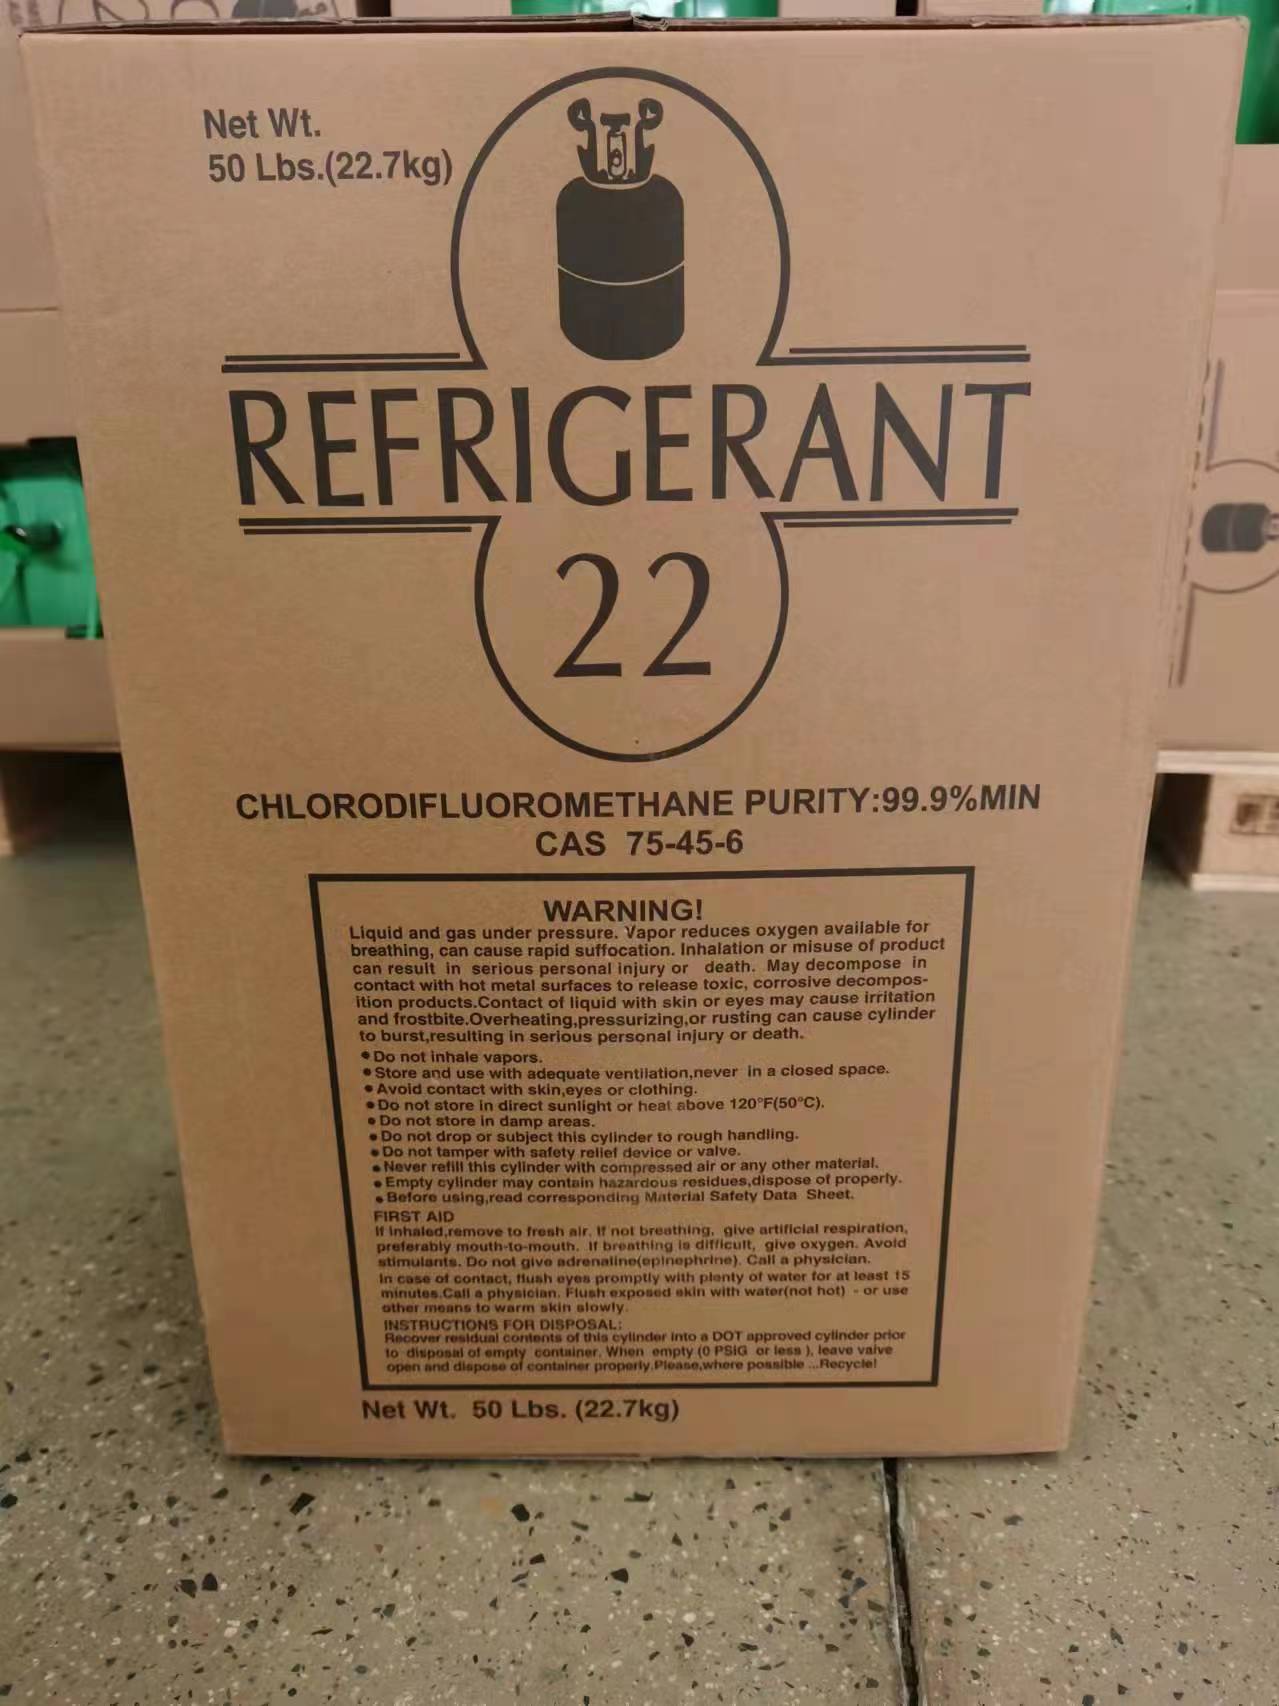 Net Wt.
50 Lbs.(22.7kg)
REFRIGERANT
22
CHLORODIFLUOROMETHANE PURITY:99.9%MIN
CAS 75-45-6
WARNING!
Liquid and gas under pressure. Vapor reduces oxygen available for
breathing, can cause rapid suffocation. Inhalation or misuse of product
can result in serious personal injury or death. May decompose in
contact with hot metal surfaces to release toxic, corrosive decompos-
ition products.Contact of liquid with skin or eyes may cause irritation
and frostbite.Overheating,pressurizing,or rusting can cause cylinder
to burst,resulting in serious personal injury or death.
•Do not inhale vapors.
•Store and use with adequate ventilation,never in a closed space.
•Avoid contact with skin,eyes or clothing.
•Do not store in direct sunlight or heat above 120°F(50°C).
•Do not store in damp areas.
•Do not drop or subject this cylinder to rough handling.
•Do not tamper with safety relief device or valve.
•Never refill this cylinder with compressed air or any other material.
•Empty cylinder may contain hazardous residues,dispose of properly.
•Before using,read corresponding Material Safety Data Sheet.
FIRST AID
If inhaled,remove to fresh air. If not breathing, give artificial respiration,
preferably mouth-to-mouth. If breathing is difficult, give oxygen. Avoid
stimulants. Do not give adrenaline(epinephrine). Call a physician.
In case of contact, flush eyes promptly with plenty of water for at least 15
minutes.Call a physician. Flush exposed skin with water(not hot) - or use
other means to warm skin slowly.
INSTRUCTIONS FOR DISPOSAL:
Recover residual contents of this cylinder into a DOT approved cylinder prior
to disposal of empty container. When empty (0 PSIG or less ), leave valve
open and dispose of container properly.Please,where possible ...Recycle!
Net Wt. 50 Lbs. (22.7kg)